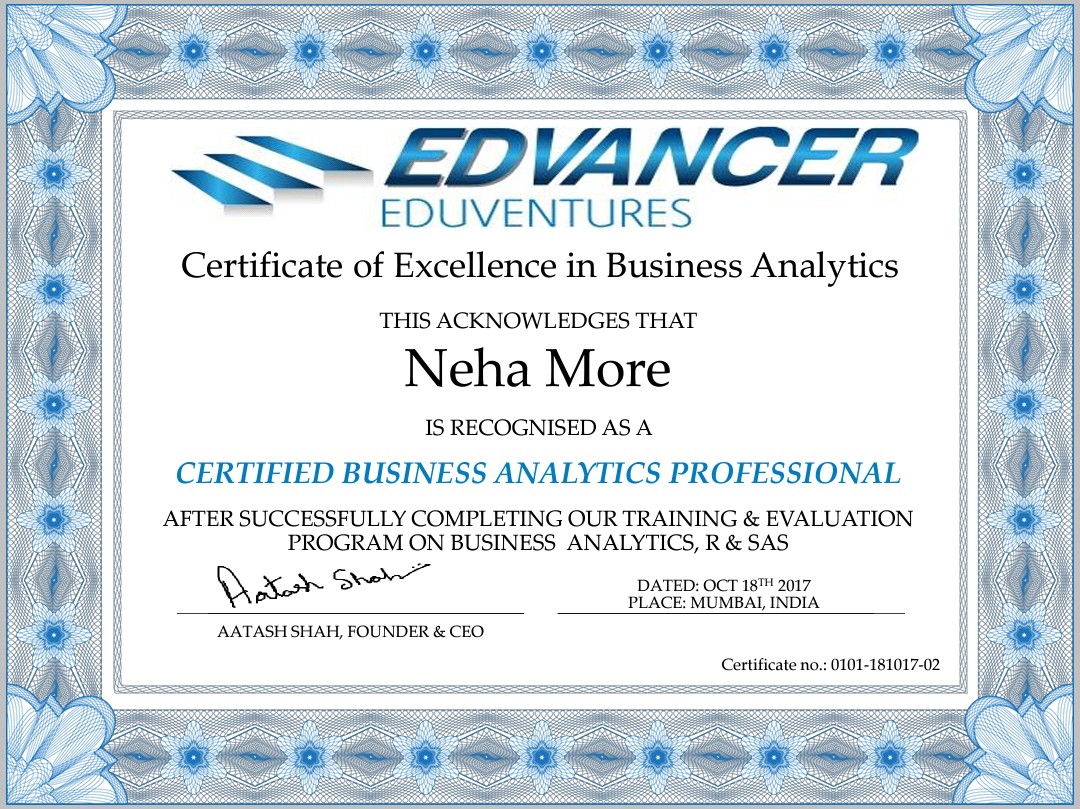 EDVANCER
EDUVENTURES
Certificate of Excellence in Business Analytics
THIS ACKNOWLEDGES THAT
Neha More
IS RECOGNISED AS A
CERTIFIED BUSINESS ANALYTICS PROFESSIONAL
AFTER SUCCESSFULLY COMPLETING OUR TRAINING & EVALUATION
PROGRAM ON BUSINESS ANALYTICS, R & SAS
Aatash Shah
AATASH SHAH, FOUNDER & CEO
DATED: OCT 18TH 2017
PLACE: MUMBAI, INDIA
Certificate no.: 0101-181017-02